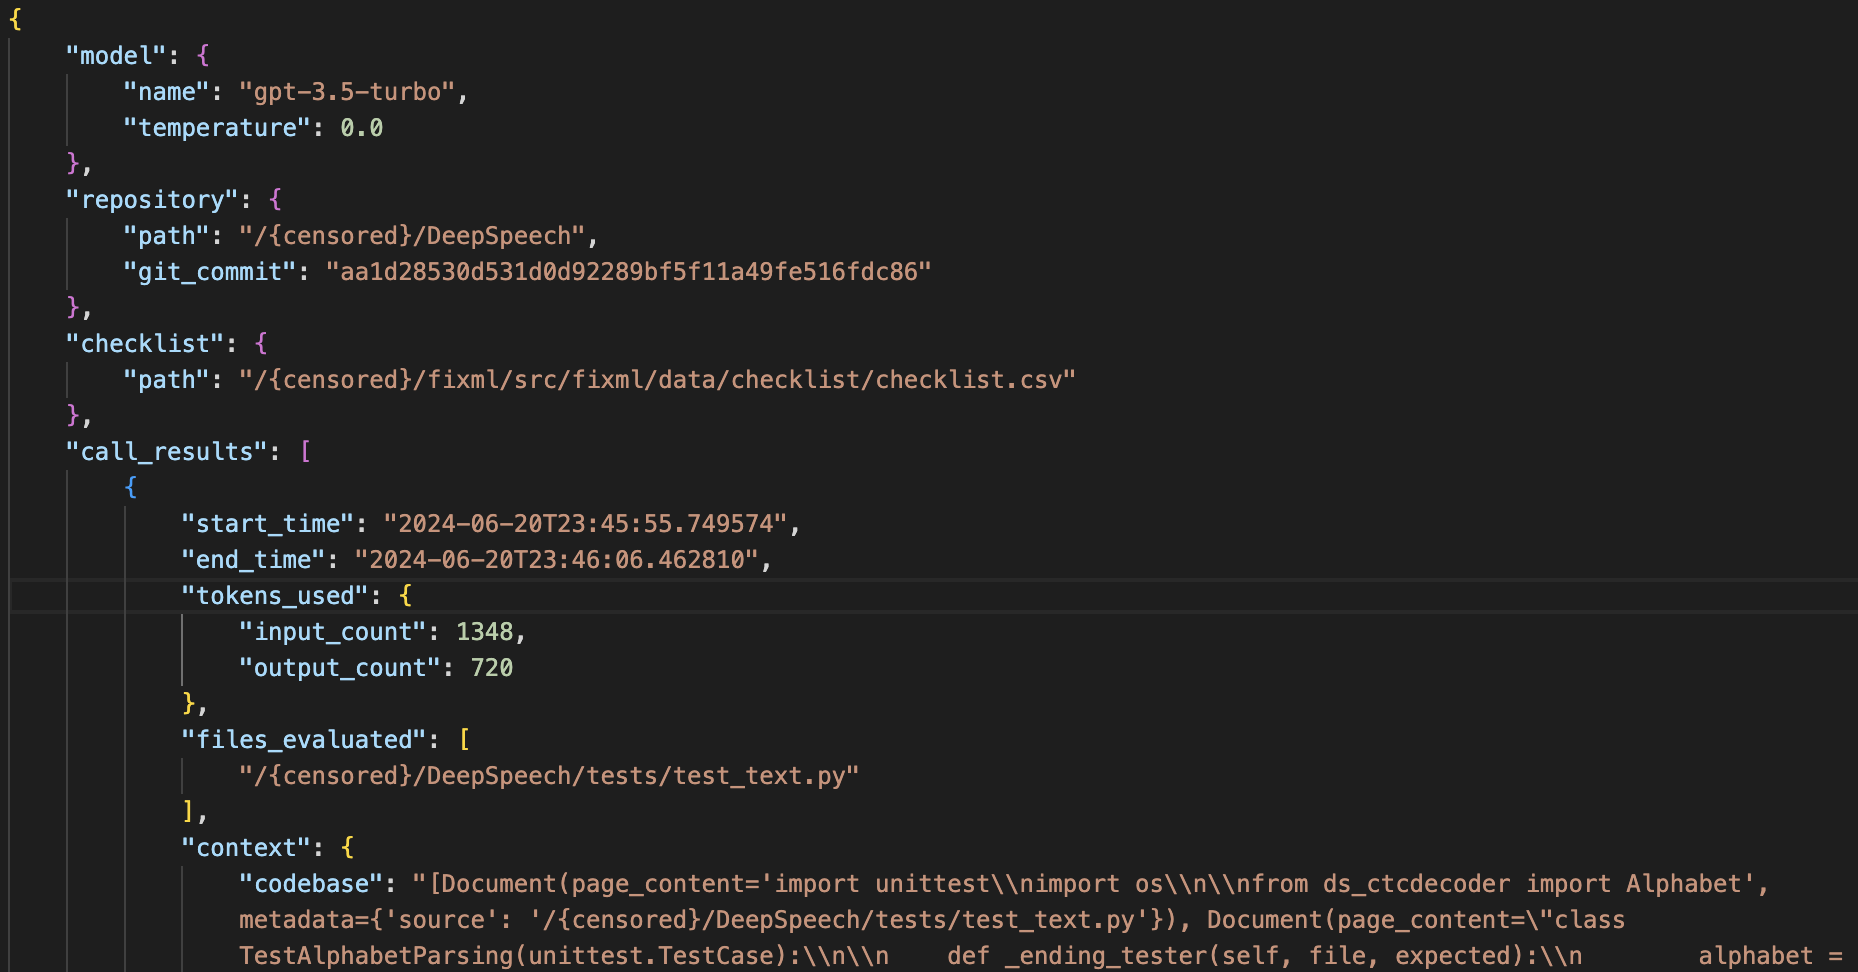 {
    "model": {
        "name": "gpt-3.5-turbo",
        "temperature": 0.0
    },
    "repository": {
        "path": "/{censored}/DeepSpeech",
        "git_commit": "aa1d28530d531d0d92289bf5f11a49fe516fdc86"
    },
    "checklist": {
        "path": "/{censored}/fixml/src/fixml/data/checklist/checklist.csv"
    },
    "call_results": [
        {
            "start_time": "2024-06-20T23:45:55.749574",
            "end_time": "2024-06-20T23:46:06.462810",
            "tokens_used": {
                "input_count": 1348,
                "output_count": 720
            },
            "files_evaluated": [
                "/{censored}/DeepSpeech/tests/test_text.py"
            ],
            "context": {
                "codebase": "[Document(page_content='import unittest\\nimport os\\n\\nfrom ds_ctcdecoder import Alphabet',
                metadata={'source': '/{censored}/DeepSpeech/tests/test_text.py'}), Document(page_content=\"class
                TestAlphabetParsing(unittest.TestCase):\\n\\n    def _ending_tester(self, file, expected):\\n        alphabet =